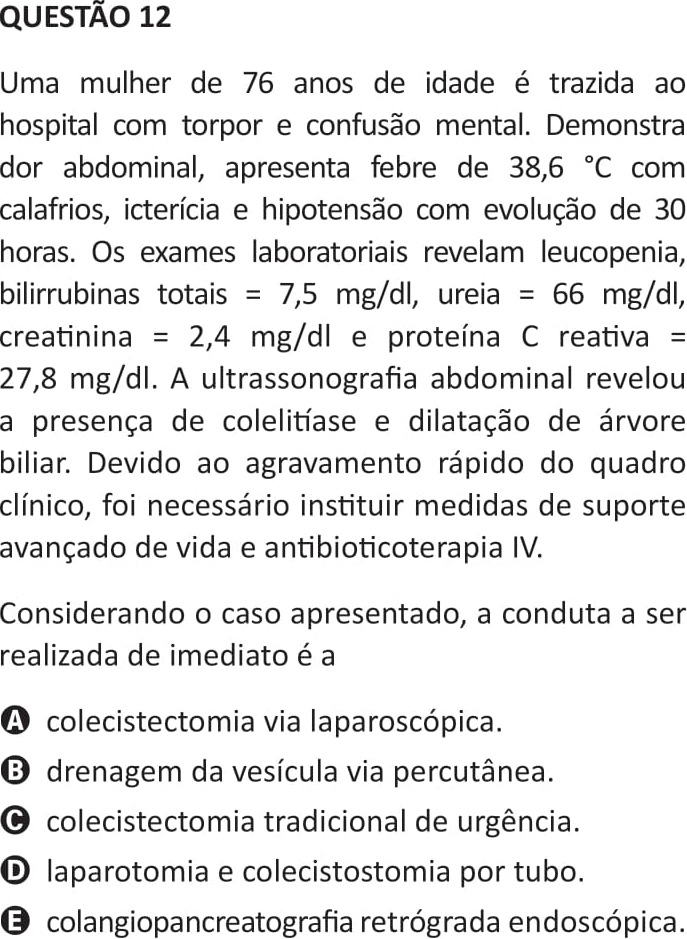 QUESTÃO 12
Uma mulher de 76 anos de idade é trazida ao
hospital com torpor e confusão mental. Demonstra
dor abdominal, apresenta febre de 38,6 °C com
calafrios, icterícia e hipotensão com evolução de 30
horas. Os exames laboratoriais revelam leucopenia,
bilirrubinas totais = 7,5 mg/dl, ureia = 66 mg/dl,
creatinina = 2,4 mg/dl e proteína C reativa =
27,8 mg/dl. A ultrassonografia abdominal revelou
a presença de colelitíase e dilatação de árvore
biliar. Devido ao agravamento rápido do quadro
clínico, foi necessário instituir medidas de suporte
avançado de vida e antibioticoterapia IV.
Considerando o caso apresentado, a conduta a ser
realizada de imediato é a
A colecistectomia via laparoscópica.
B drenagem da vesícula via percutânea.
C colecistectomia tradicional de urgência.
D laparotomia e colecistostomia por tubo.
E colangiopancreatografia retrógrada endoscópica.